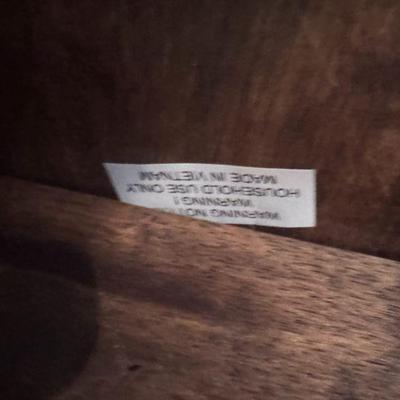 WARNING NOT
WARNING !
HOUSEHOLD USE ONLY
MADE IN VIETNAM